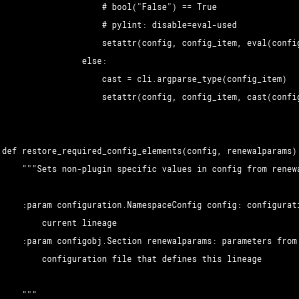 # bool("False") == True
# pylint: disable=eval-used
setattr(config, config_item, eval(config
else:
cast = cli.argparse_type(config_item)
setattr(config, config_item, cast(config
def restore_required_config_elements(config, renewalparams)
"""Sets non-plugin specific values in config from renewa
:param configuration.NamespaceConfig config: configurati
current lineage
:param configobj.Section renewalparams: parameters from
configuration file that defines this lineage
"""